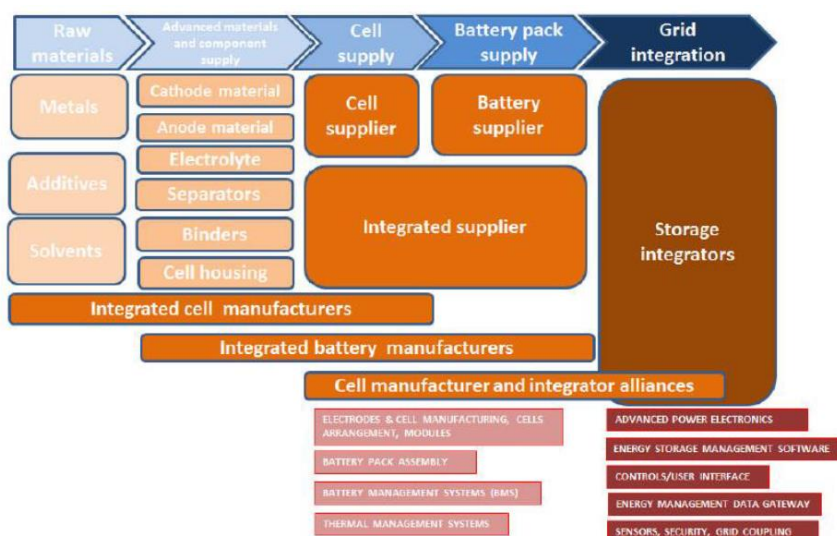 Raw
materials
Advanced materials
and component
supply
Cell
supply
Battery pack
supply
Grid
integration
Metals
Additives
Solvents
Cathode material
Anode material
Electrolyte
Separators
Binders
Cell housing
Cell
supplier
Battery
supplier
Integrated supplier
Storage
integrators
Integrated cell manufacturers
Integrated battery manufacturers
Cell manufacturer and integrator alliances
ELECTRODES & CELL MANUFACTURING, CELLS
ARRANGEMENT, MODULES
BATTERY PACK ASSEMBLY
BATTERY MANAGEMENT SYSTEMS (BMS)
THERMAL MANAGEMENT SYSTEMS
ADVANCED POWER ELECTRONICS
ENERGY STORAGE MANAGEMENT SOFTWARE
CONTROLS/USER INTERFACE
ENERGY MANAGEMENT DATA GATEWAY
SENSORS, SECURITY, GRID COUPLING